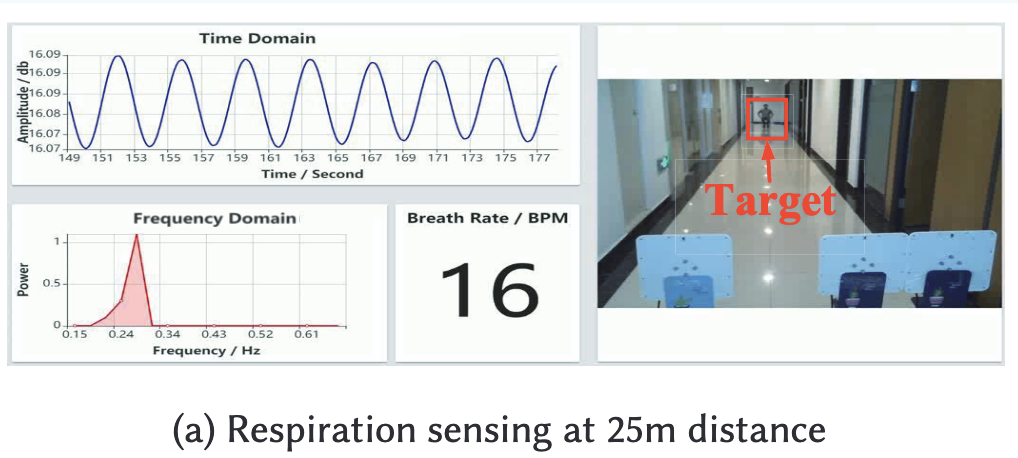 Time Domain
Amplitude / db
16.09
16.09
16.09
16.08
16.07
16.07
149 151 153 155 157 159 161 163 165 167 169 171 173 175 177
Time / Second
Frequency Domain
Power
1
0.5
0
0.15 0.24 0.34 0.43 0.52 0.61
Frequency / Hz
Breath Rate / BPM
16
Target
(a) Respiration sensing at 25m distance